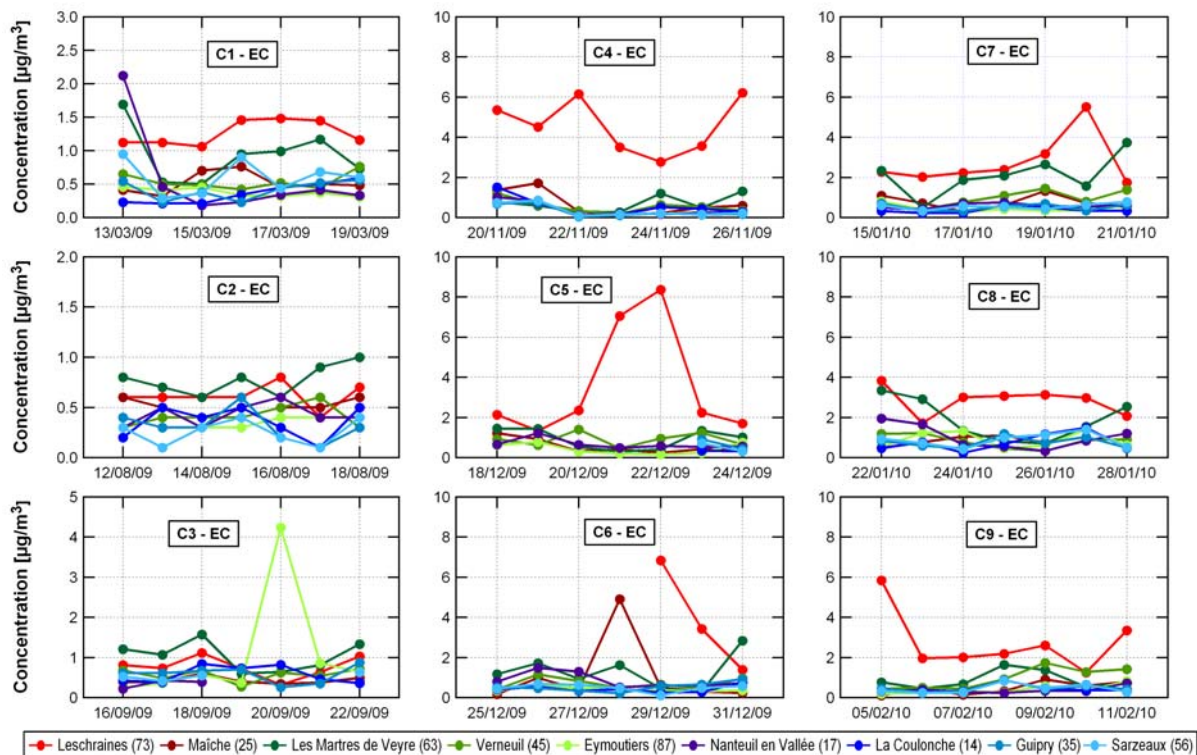 Concentration [µg/m³]
3.0
2.5
2.0
1.5
1.0
0.5
0.0
C1 - EC
13/03/09 15/03/09 17/03/09 19/03/09
10
8
6
4
2
0
C4 - EC
20/11/09 22/11/09 24/11/09 26/11/09
10
8
6
4
2
0
C7 - EC
15/01/10 17/01/10 19/01/10 21/01/10
Concentration [µg/m³]
2.0
1.5
1.0
0.5
0.0
C2 - EC
12/08/09 14/08/09 16/08/09 18/08/09
10
8
6
4
2
0
C5 - EC
18/12/09 20/12/09 22/12/09 24/12/09
10
8
6
4
2
0
C8 - EC
22/01/10 24/01/10 26/01/10 28/01/10
Concentration [µg/m³]
5
4
3
2
1
0
C3 - EC
16/09/09 18/09/09 20/09/09 22/09/09
10
8
6
4
2
0
C6 - EC
25/12/09 27/12/09 29/12/09 31/12/09
10
8
6
4
2
0
C9 - EC
05/02/10 07/02/10 09/02/10 11/02/10
Leschraines (73) Maîche (25) Les Martres de Veyre (63) Verneuil (45) Eymoutiers (87) Nanteuil en Vallée (17) La Coulonche (14) Guipry (35) Sarzeaux (56)